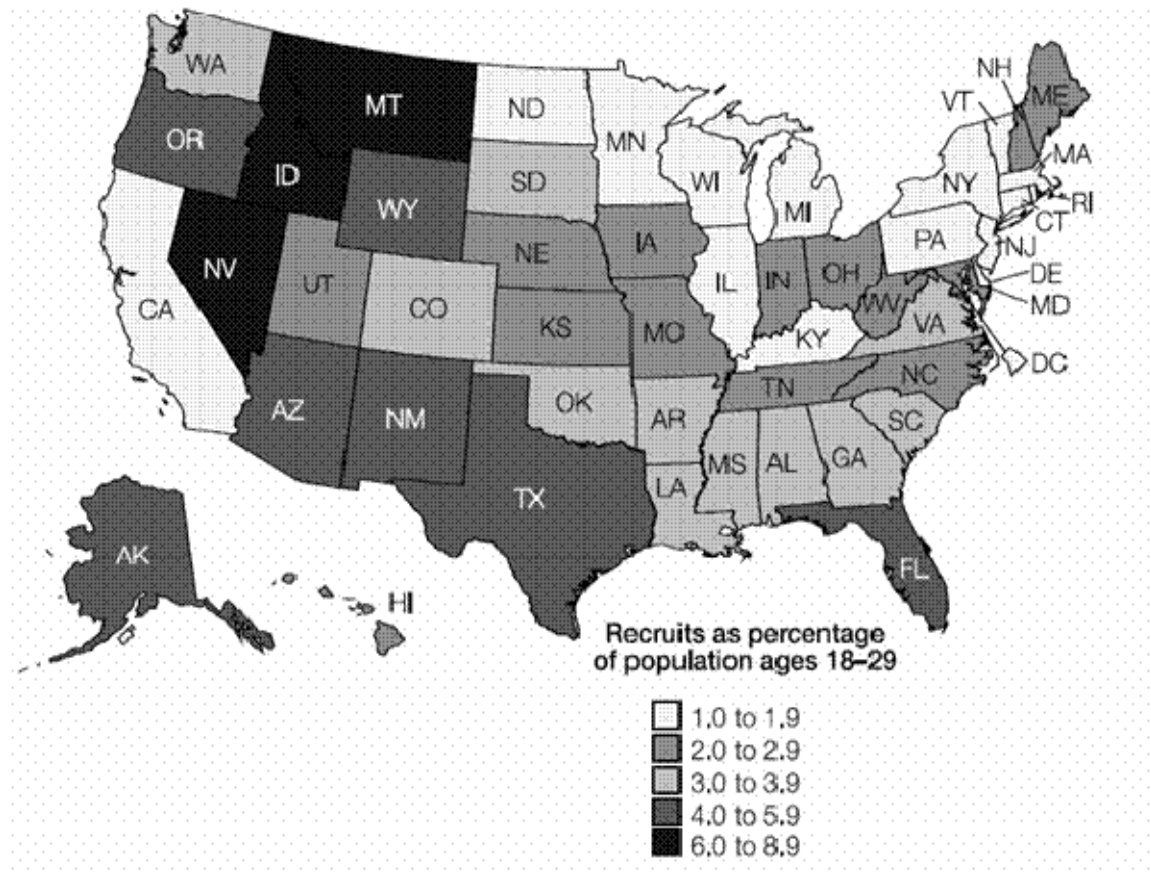 WA
MT
ND
MN
NH
ME
VT
OR
ID
SD
WI
MI
NY
MA
RI
CT
WY
NE
IA
PA
NJ
NV
UT
CO
KS
MO
IL
IN
OH
WV
VA
DE
MD
DC
CA
KY
AZ
NM
OK
AR
TN
NC
SC
TX
LA
MS
AL
GA
AK
HI
FL
Recruits as percentage
of population ages 18–29
1.0 to 1.9
2.0 to 2.9
3.0 to 3.9
4.0 to 5.9
6.0 to 8.9